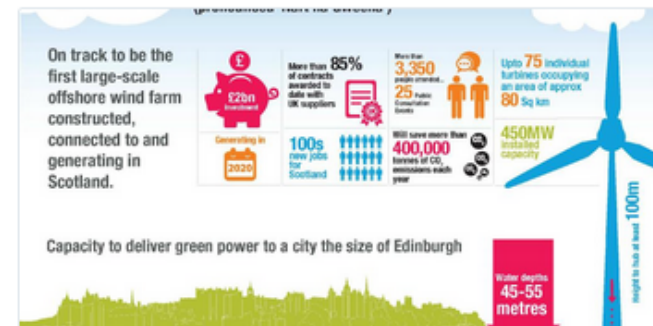 On track to be the
first large-scale
offshore wind farm
constructed,
connected to and
generating in
Scotland.
£
£2bn
Investment
More than 85%
of contracts
awarded to
date with
UK suppliers
More than
3,350
people attended...
25 Public
Consultation
Events
Upto 75 individual
turbines occupying
an area of approx
80 Sq km
Generating in
2020
100s
new jobs
for
Scotland
Will save more than
400,000
tonnes of CO2
emissions each
year
450MW
installed
capacity
Height to hub at least 100m
Capacity to deliver green power to a city the size of Edinburgh
Water depths
45-55
metres